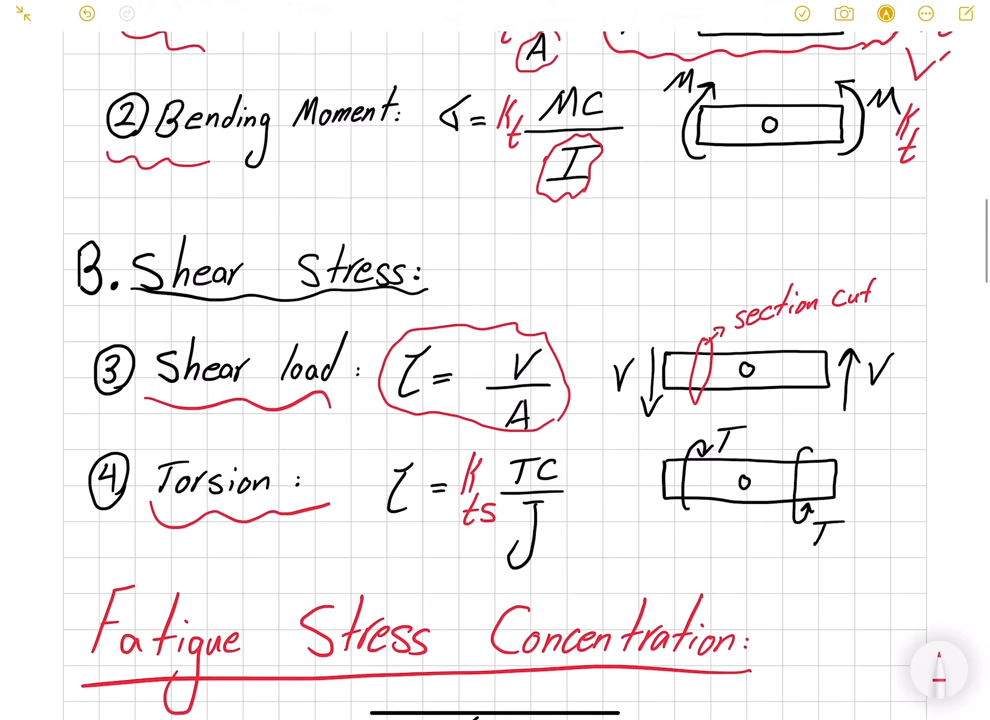 A
② Bending Moment: σ = Kt MC / I M M Kt
B. Shear Stress:
section cut
③ Shear load: τ = V / A V V
④ Torsion: τ = Kts TC / J T T
Fatigue Stress Concentration: